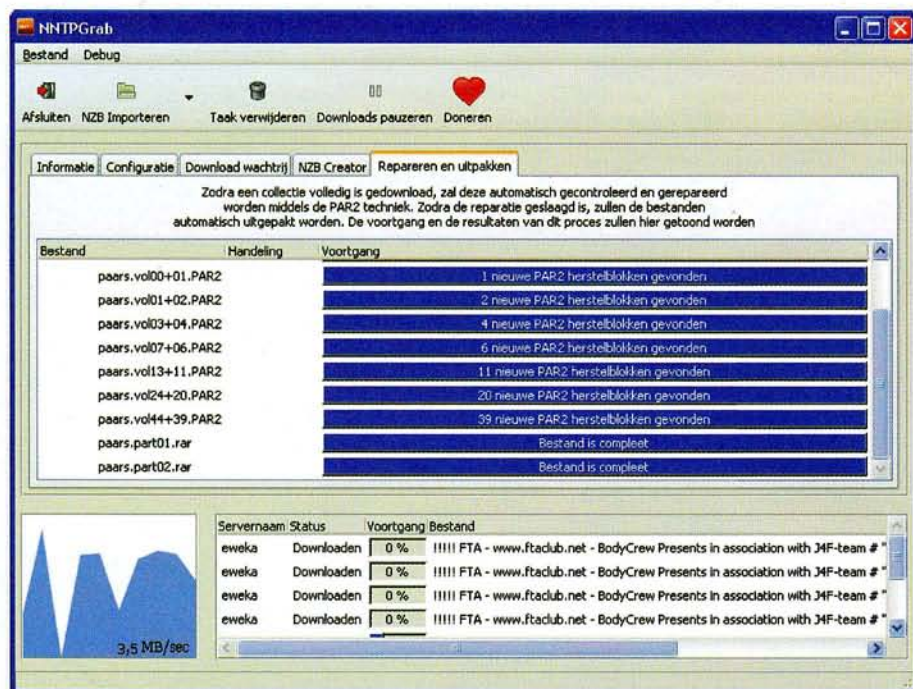 NNTPGrab
Bestand Debug
Afsluiten NZB Importeren Taak verwijderen Downloads pauzeren Doneren
Informatie Configuratie Download wachtrij NZB Creator Repareren en uitpakken
Zodra een collectie volledig is gedownload, zal deze automatisch gecontroleerd en gerepareerd
worden middels de PAR2 techniek. Zodra de reparatie geslaagd is, zullen de bestanden
automatisch uitgepakt worden. De voortgang en de resultaten van dit proces zullen hier getoond worden
Bestand Handeling Voortgang
paars.vol00+01.PAR2 1 nieuwe PAR2 herstelblokken gevonden
paars.vol01+02.PAR2 2 nieuwe PAR2 herstelblokken gevonden
paars.vol03+04.PAR2 4 nieuwe PAR2 herstelblokken gevonden
paars.vol07+06.PAR2 6 nieuwe PAR2 herstelblokken gevonden
paars.vol13+11.PAR2 11 nieuwe PAR2 herstelblokken gevonden
paars.vol24+20.PAR2 20 nieuwe PAR2 herstelblokken gevonden
paars.vol44+39.PAR2 39 nieuwe PAR2 herstelblokken gevonden
paars.part01.rar Bestand is compleet
paars.part02.rar Bestand is compleet
3,5 MB/sec
Servernaam Status Voortgang Bestand
eweka Downloaden 0 % !!!!! FTA - www.ftaclub.net - BodyCrew Presents in association with J4F-team # "
eweka Downloaden 0 % !!!!! FTA - www.ftaclub.net - BodyCrew Presents in association with J4F-team # "
eweka Downloaden 0 % !!!!! FTA - www.ftaclub.net - BodyCrew Presents in association with J4F-team # "
eweka Downloaden 0 % !!!!! FTA - www.ftaclub.net - BodyCrew Presents in association with J4F-team # "